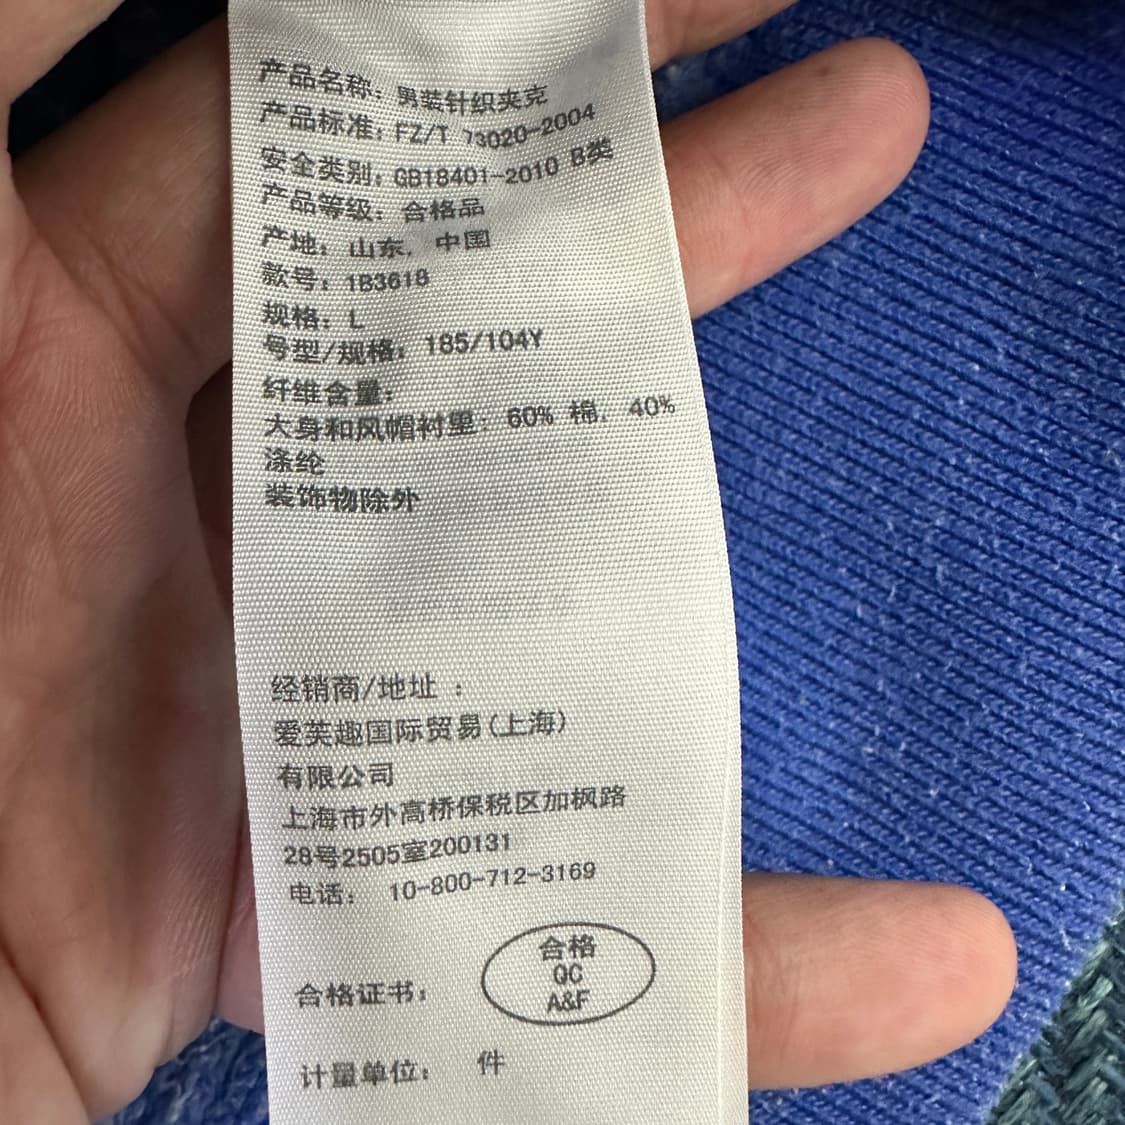 产品名称: 男装针织夹克
产品标准: FZ/T 73020-2004
安全类别: GB18401-2010 B类
产品等级: 合格品
产地: 山东, 中国
款号: 1B3618
规格: L
号型/规格: 185/104Y
纤维含量:
大身和风帽衬里: 60% 棉, 40%
涤纶
装饰物除外
经销商/地址 :
爱芙趣国际贸易(上海)
有限公司
上海市外高桥保税区加枫路
28号2505室200131
电话: 10-800-712-3169
合格
QC
A&F
合格证书:
计量单位: 件